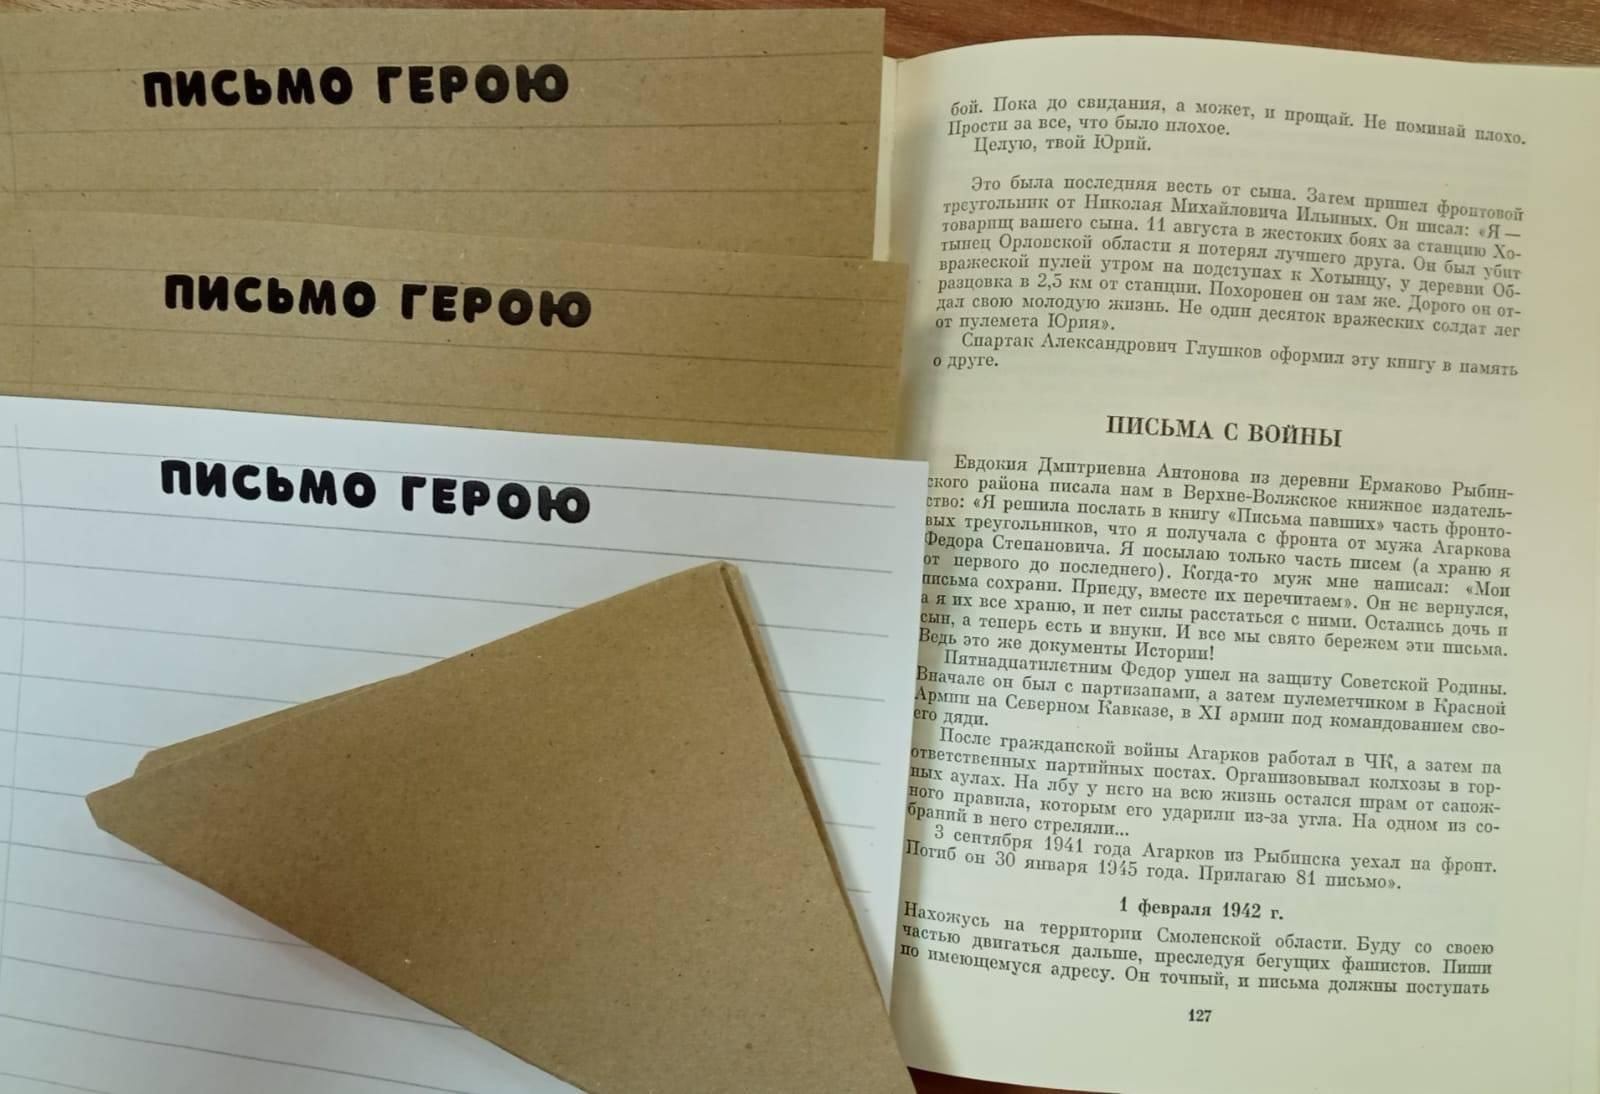 ПИСЬМО ГЕРОЮ
ПИСЬМО ГЕРОЮ
ПИСЬМО ГЕРОЮ
бой. Пока до свидания, а может, и прощай. Не поминай плохо.
Прости за все, что было плохое.
Целую, твой Юрий.
Это была последняя весть от сына. Затем пришел фронтовой
треугольник от Николая Михайловича Ильиных. Он писал: «Я —
товарищ вашего сына. 11 августа в жестоких боях за станцию Хо-
тынец Орловской области я потерял лучшего друга. Он был убит
вражеской пулей утром на подступах к Хотынцу, у деревни Об-
разцовка в 2,5 км от станции. Похоронен он там же. Дорого он от-
дал свою молодую жизнь. Не один десяток вражеских солдат лег
от пулемета Юрия».
Спартак Александрович Глушков оформил эту книгу в память
о друге.
ПИСЬМА С ВОЙНЫ
Евдокия Дмитриевна Антонова из деревни Ермаково Рыбин-
ского района писала нам в Верхне-Волжское книжное издатель-
ство: «Я решила послать в книгу «Письма павших» часть фронто-
вых треугольников, что я получала с фронта от мужа Агаркова
Федора Степановича. Я посылаю только часть писем (а храню я
от первого до последнего). Когда-то муж мне написал: «Мои
письма сохрани. Приеду, вместе их перечитаем». Он не вернулся,
а я их все храню, и нет силы расстаться с ними. Остались дочь и
сын, а теперь есть и внуки. И все мы свято бережем эти письма.
Ведь это же документы Истории!
Пятнадцатилетним Федор ушел на защиту Советской Родины.
Вначале он был с партизанами, а затем пулеметчиком в Красной
Армии на Северном Кавказе, в XI армии под командованием сво-
его дяди.
После гражданской войны Агарков работал в ЧК, а затем на
ответственных партийных постах. Организовывал колхозы в гор-
ных аулах. На лбу у него на всю жизнь остался шрам от сапож-
ного правила, которым его ударили из-за угла. На одном из со-
браний в него стреляли...
3 сентября 1941 года Агарков из Рыбинска уехал на фронт.
Погиб он 30 января 1945 года. Прилагаю 81 письмо».
1 февраля 1942 г.
Нахожусь на территории Смоленской области. Буду со своею
частью двигаться дальше, преследуя бегущих фашистов. Пиши
по имеющемуся адресу. Он точный, и письма должны поступать
127